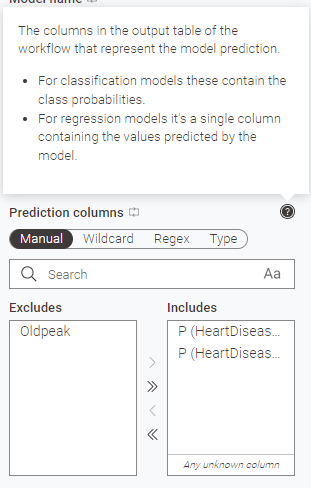 Model name
The columns in the output table of the
workflow that represent the model prediction.
• For classification models these contain the
class probabilities.
• For regression models it's a single column
containing the values predicted by the
model.
Prediction columns
Manual Wildcard Regex Type
Search Aa
Excludes Includes
Oldpeak P (HeartDiseas...
P (HeartDiseas...
Any unknown column